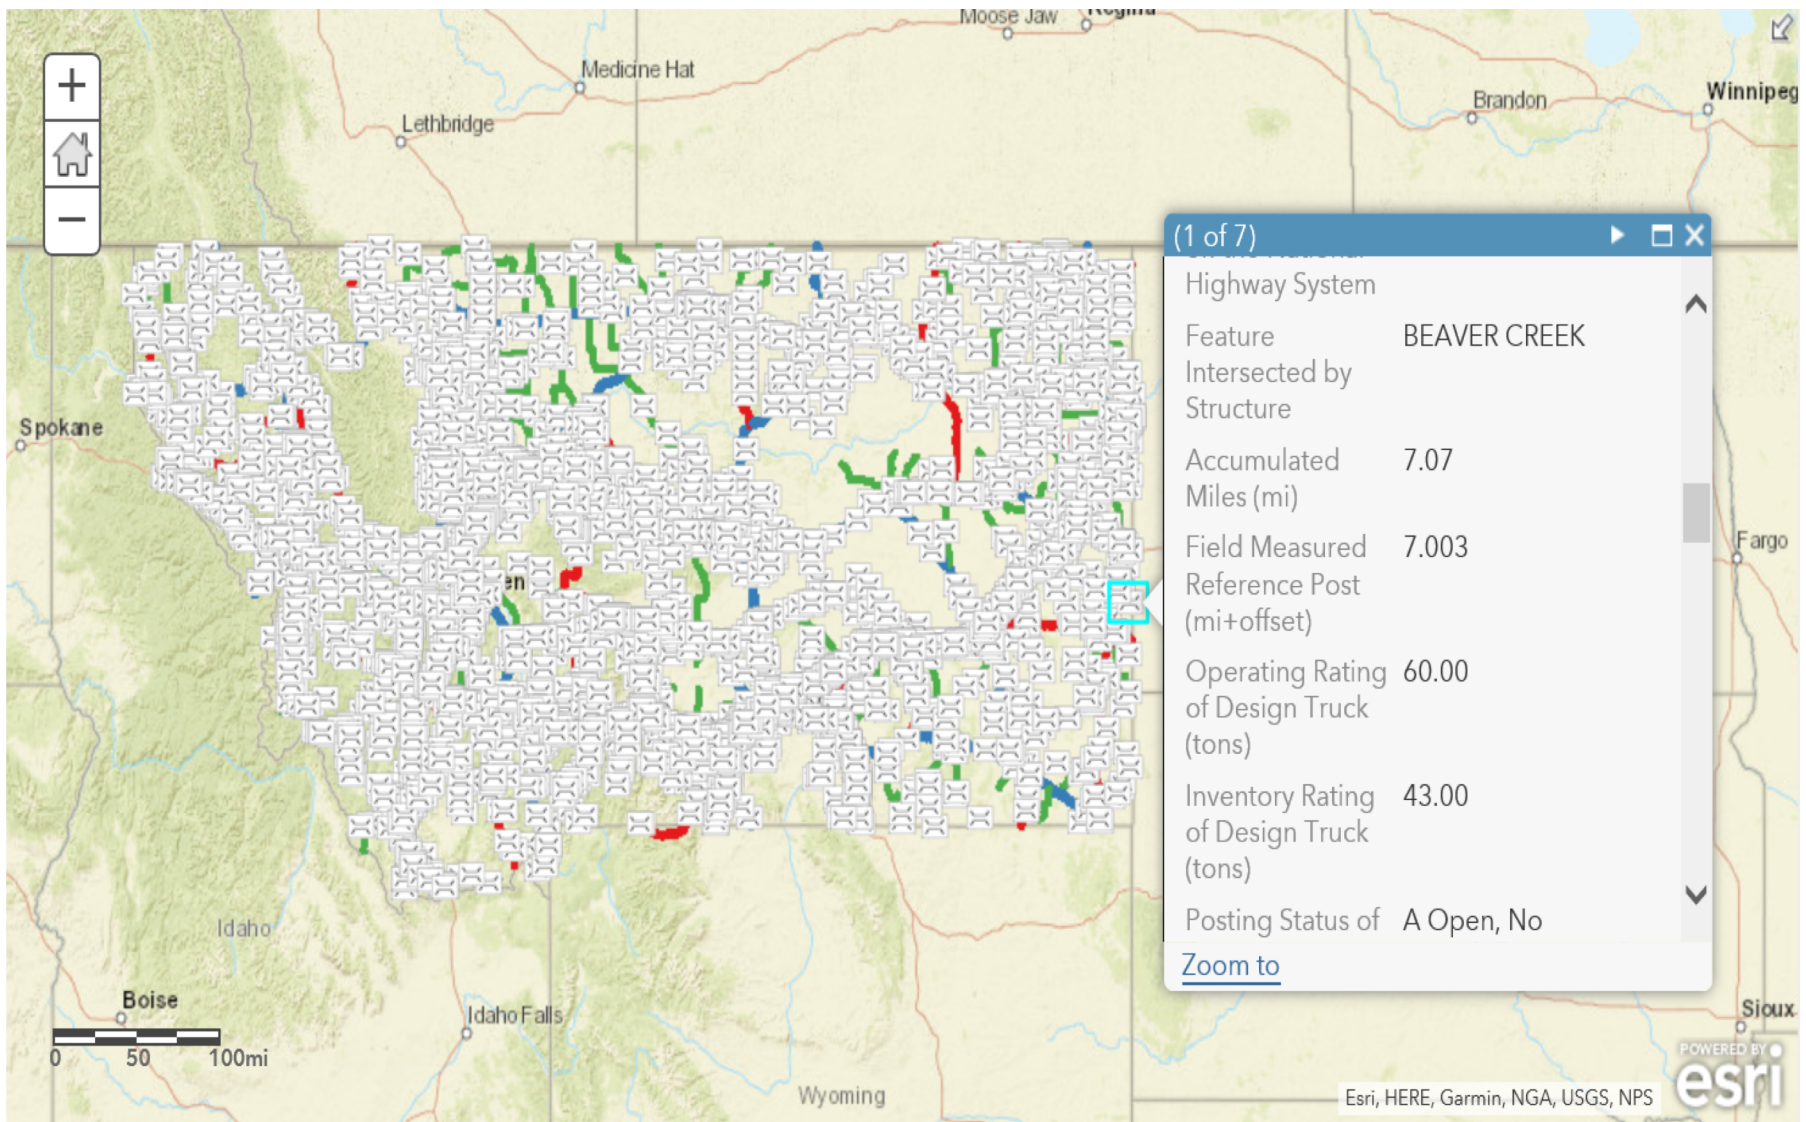 Moose Jaw
Regina
Medicine Hat
Winnipeg
Brandon
Lethbridge
(1 of 7)
Highway System
Feature BEAVER CREEK
Intersected by
Structure
Spokane
Accumulated 7.07
Miles (mi)
Field Measured 7.003
Reference Post
(mi+offset)
Fargo
en
Operating Rating 60.00
of Design Truck
(tons)
Inventory Rating 43.00
of Design Truck
(tons)
Posting Status of A Open, No
Zoom to
Idaho
Boise
Idaho Falls
Sioux
0 50 100mi
Wyoming
POWERED BY
esri
Esri, HERE, Garmin, NGA, USGS, NPS